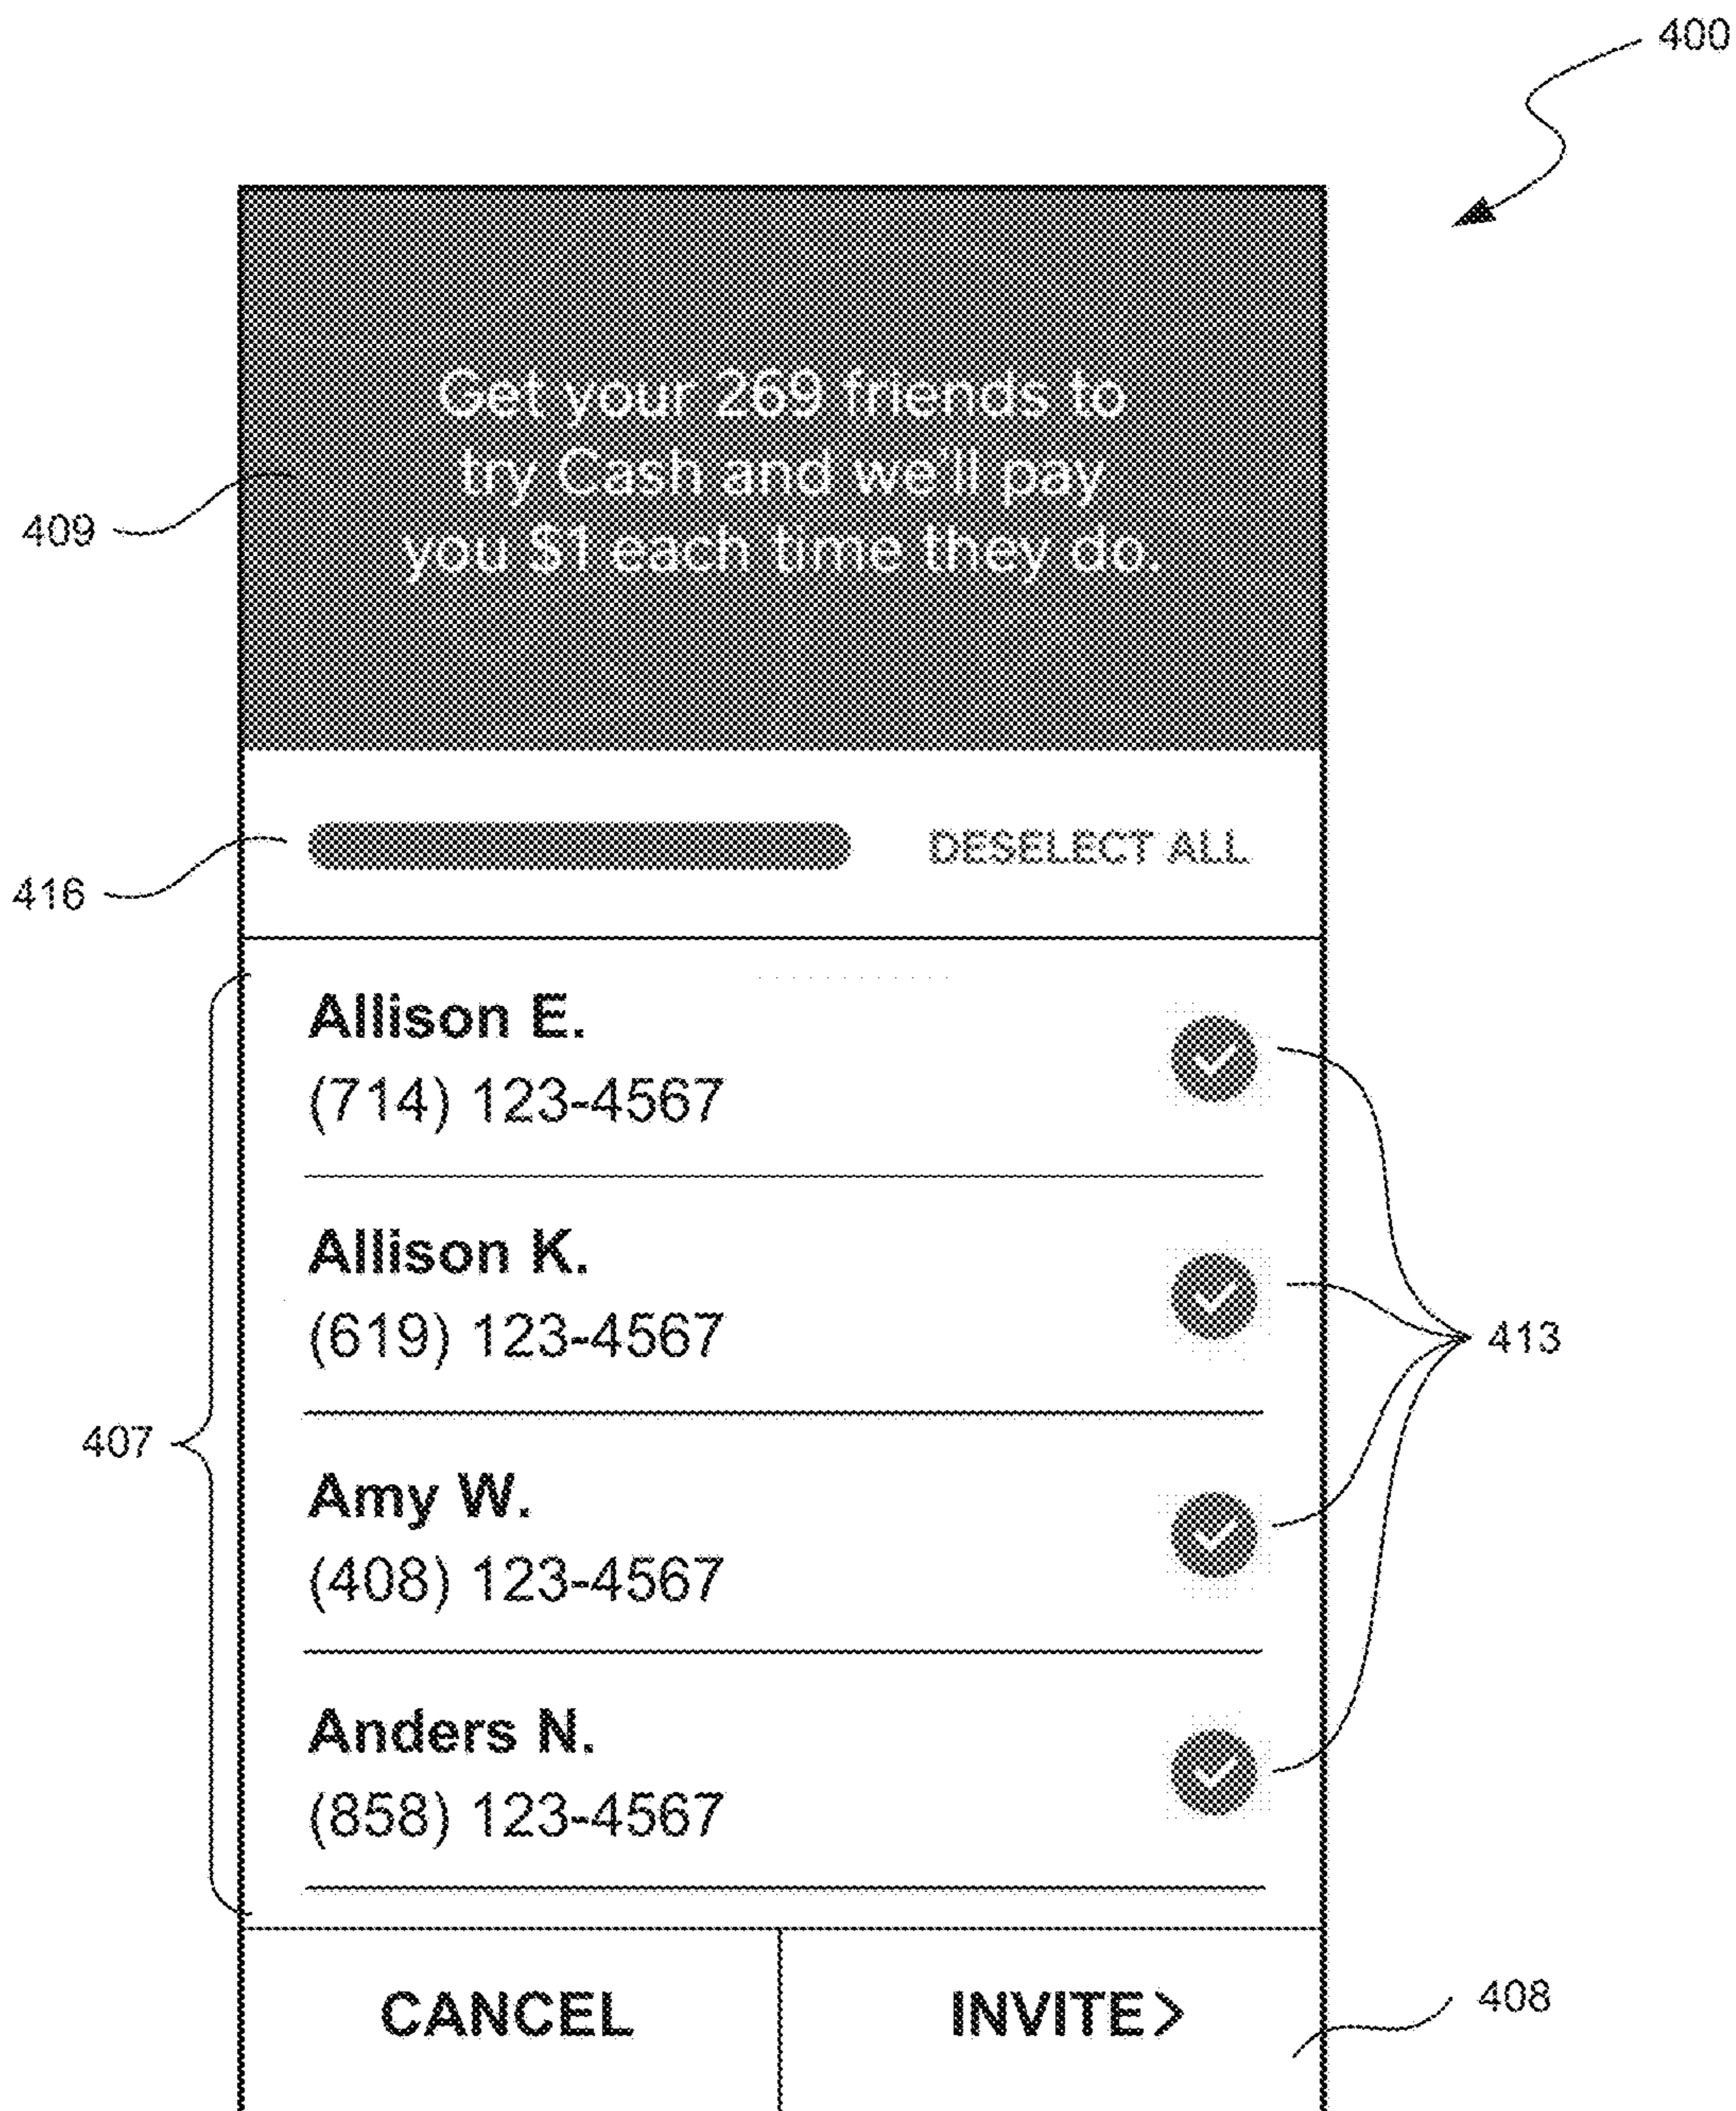 400
Get your 269 friends to
try Cash and we'll pay
you $1 each time they do.
409
DESELECT ALL
416
Allison E.
(714) 123-4567
Allison K.
(619) 123-4567
413
407
Amy W.
(408) 123-4567
Anders N.
(858) 123-4567
CANCEL
INVITE >
408